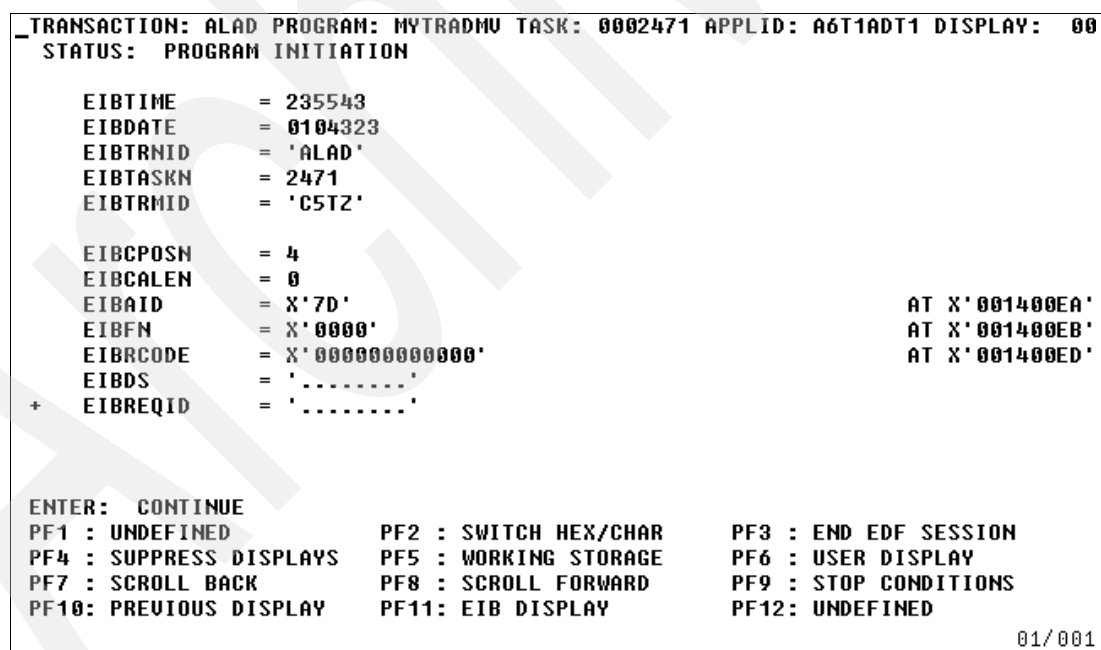 _TRANSACTION: ALAD PROGRAM: MYTRADMV TASK: 0002471 APPLID: A6T1ADT1 DISPLAY: 00
STATUS: PROGRAM INITIATION
EIBTIME = 235543
EIBDATE = 0104323
EIBTRNID = 'ALAD'
EIBTASKN = 2471
EIBTRMID = 'C5TZ'
EIBCPOSN = 4
EIBCALEN = 0
EIBAID = X'7D' AT X'001400EA'
EIBFN = X'0000' AT X'001400EB'
EIBRCODE = X'000000000000' AT X'001400ED'
EIBDS = '........'
+ EIBREQID = '........'
ENTER: CONTINUE
PF1 : UNDEFINED PF2 : SWITCH HEX/CHAR PF3 : END EDF SESSION
PF4 : SUPPRESS DISPLAYS PF5 : WORKING STORAGE PF6 : USER DISPLAY
PF7 : SCROLL BACK PF8 : SCROLL FORWARD PF9 : STOP CONDITIONS
PF10: PREVIOUS DISPLAY PF11: EIB DISPLAY PF12: UNDEFINED
01/001